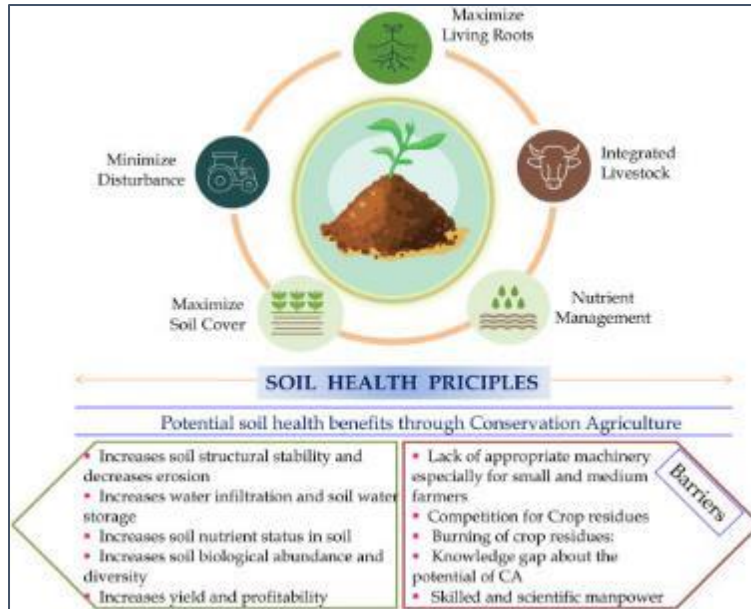 Maximize
Living Roots
Minimize
Disturbance
Integrated
Livestock
Maximize
Soil Cover
Nutrient
Management
SOIL HEALTH PRICIPLES
Potential soil health benefits through Conservation Agriculture
• Increases soil structural stability and
decreases erosion
• Increases water infiltration and soil water
storage
• Increases soil nutrient status in soil
• Increases soil biological abundance and
diversity
• Increases yield and profitability
• Lack of appropriate machinery
especially for small and medium
farmers
• Competition for Crop residues
• Burning of crop residues:
• Knowledge gap about the
potential of CA
• Skilled and scientific manpower
Barriers